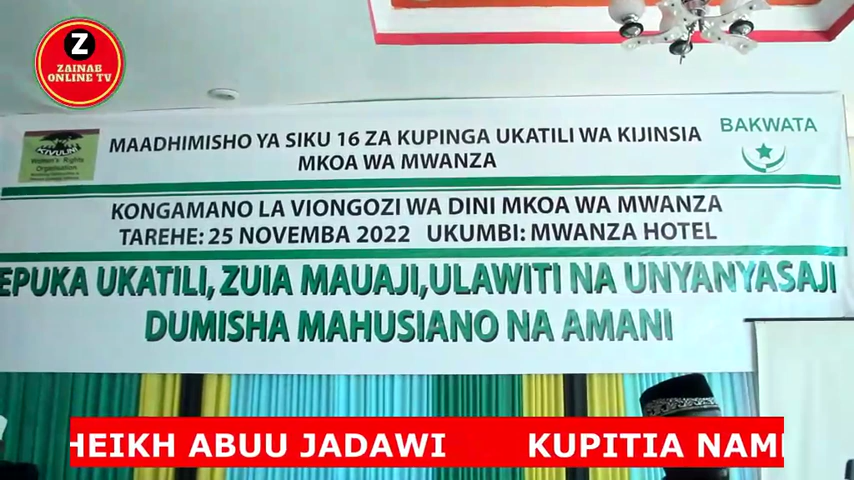 Z
ZAINAB
ONLINE TV
KIVULINI
Women's Rights
Organisation
MAADHIMISHO YA SIKU 16 ZA KUPINGA UKATILI WA KIJINSIA
MKOA WA MWANZA
BAKWATA
KONGAMANO LA VIONGOZI WA DINI MKOA WA MWANZA
TAREHE: 25 NOVEMBA 2022 UKUMBI: MWANZA HOTEL
EPUKA UKATILI, ZUIA MAUAJI,ULAWITI NA UNYANYASAJI
DUMISHA MAHUSIANO NA AMANI
HEIKH ABUU JADAWI KUPITIA NAM